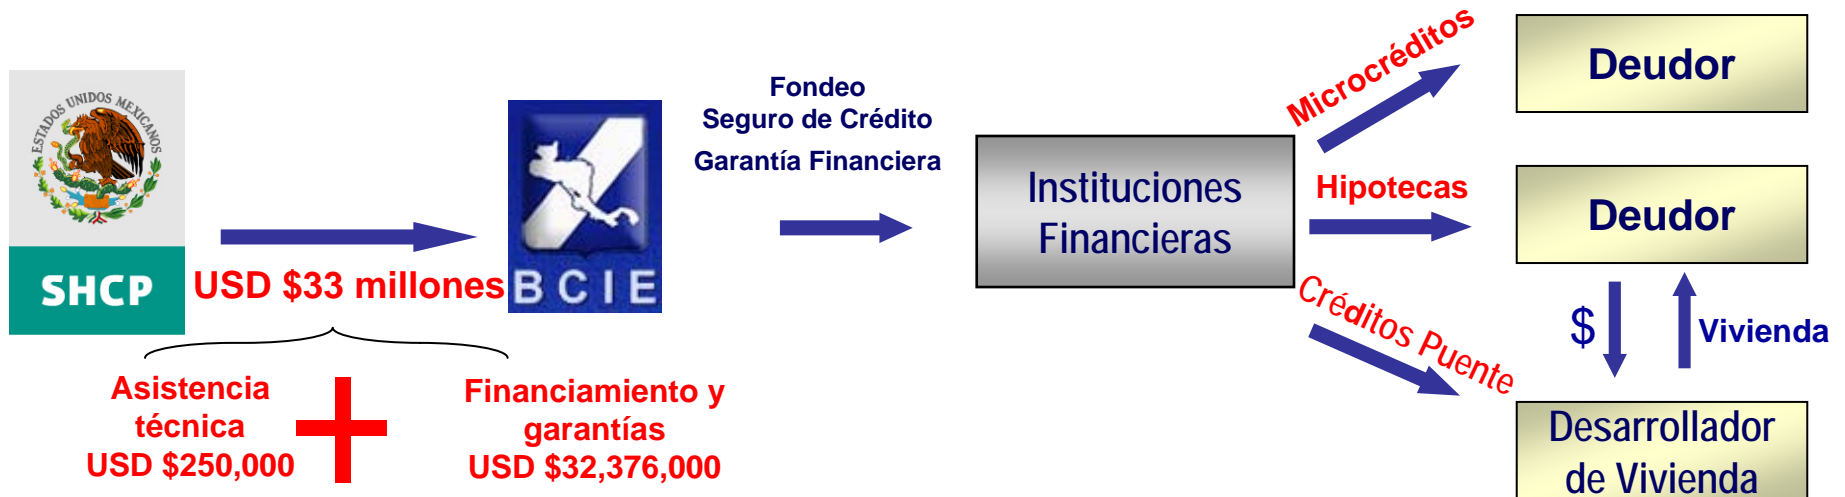 ESTADOS UNIDOS MEXICANOS
SHCP
USD $33 millones
BCIE
Asistencia
técnica
USD $250,000
Financiamiento y
garantías
USD $32,376,000
Fondeo
Seguro de Crédito
Garantía Financiera
Instituciones
Financieras
Microcréditos
Hipotecas
Créditos Puente
Deudor
Deudor
$
Vivienda
Desarrollador
de Vivienda